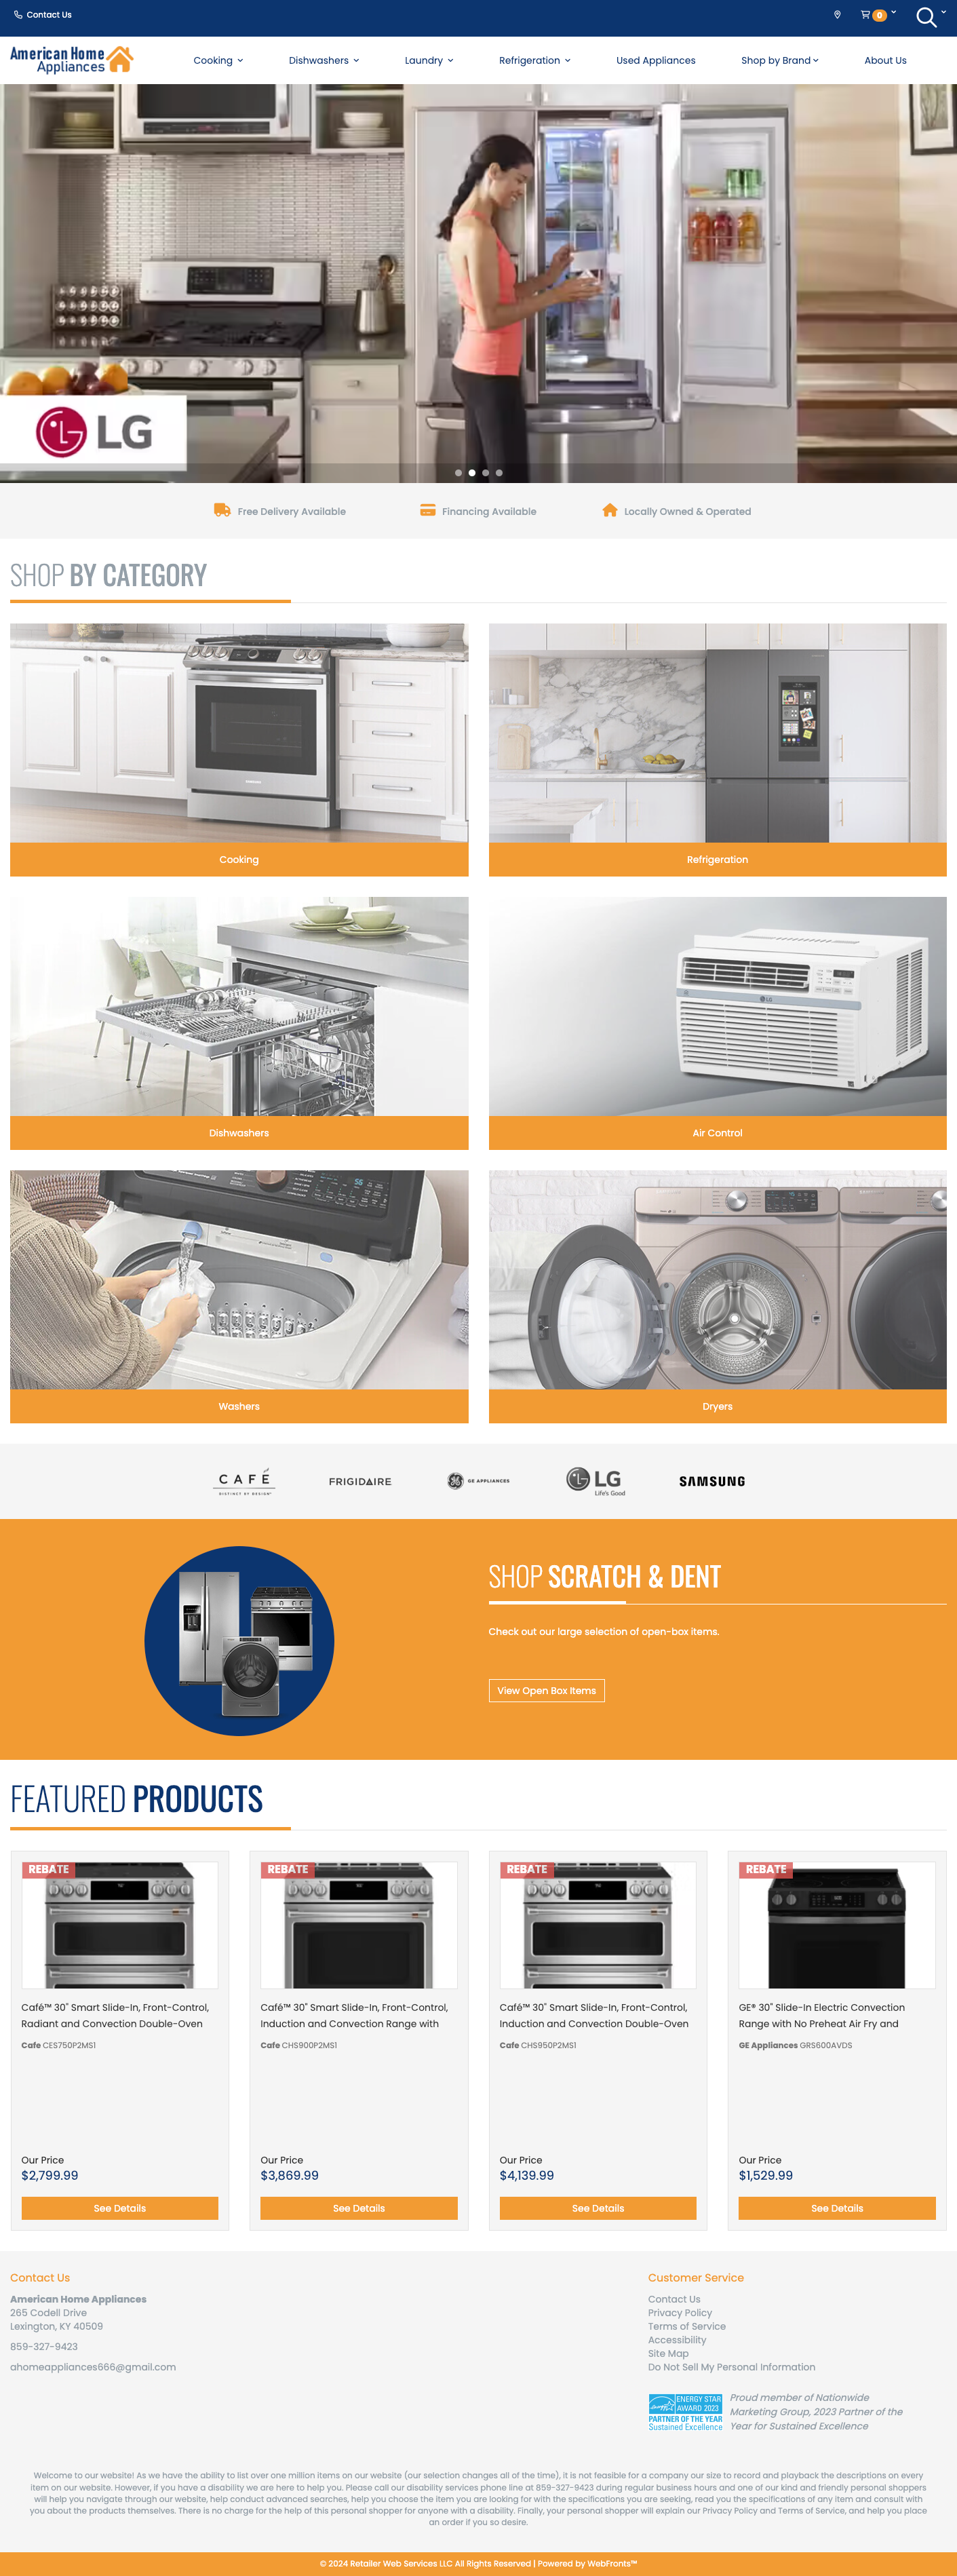 Contact Us
0
American Home
Appliances
Cooking
Dishwashers
Laundry
Refrigeration
Used Appliances
Shop by Brand
About Us
LG
Free Delivery Available
Financing Available
Locally Owned & Operated
SHOP BY CATEGORY
Cooking
Refrigeration
Dishwashers
Air Control
Washers
Dryers
CAFÉ
DISTINCT BY DESIGN
FRIGIDAIRE
GE APPLIANCES
LG
Life's Good
SAMSUNG
SHOP SCRATCH & DENT
Check out our large selection of open-box items.
View Open Box Items
FEATURED PRODUCTS
REBATE
Café™ 30" Smart Slide-In, Front-Control,
Radiant and Convection Double-Oven
Cafe CES750P2MS1
Our Price
$2,799.99
See Details
REBATE
Café™ 30" Smart Slide-In, Front-Control,
Induction and Convection Range with
Cafe CHS900P2MS1
Our Price
$3,869.99
See Details
REBATE
Café™ 30" Smart Slide-In, Front-Control,
Induction and Convection Double-Oven
Cafe CHS950P2MS1
Our Price
$4,139.99
See Details
REBATE
GE® 30" Slide-In Electric Convection
Range with No Preheat Air Fry and
GE Appliances GRS600AVDS
Our Price
$1,529.99
See Details
Contact Us
American Home Appliances
265 Codell Drive
Lexington, KY 40509
859-327-9423
ahomeappliances666@gmail.com
Customer Service
Contact Us
Privacy Policy
Terms of Service
Accessibility
Site Map
Do Not Sell My Personal Information
ENERGY STAR
AWARD 2023
PARTNER OF THE YEAR
Sustained Excellence
Proud member of Nationwide
Marketing Group, 2023 Partner of the
Year for Sustained Excellence
Welcome to our website! As we have the ability to list over one million items on our website (our selection changes all of the time), it is not feasible for a company our size to record and playback the descriptions on every
item on our website. However, if you have a disability we are here to help you. Please call our disability services phone line at 859-327-9423 during regular business hours and one of our kind and friendly personal shoppers
will help you navigate through our website, help conduct advanced searches, help you choose the item you are looking for with the specifications you are seeking, read you the specifications of any item and consult with
you about the products themselves. There is no charge for the help of this personal shopper for anyone with a disability. Finally, your personal shopper will explain our Privacy Policy and Terms of Service, and help you place
an order if you so desire.
© 2024 Retailer Web Services LLC All Rights Reserved | Powered by WebFronts™